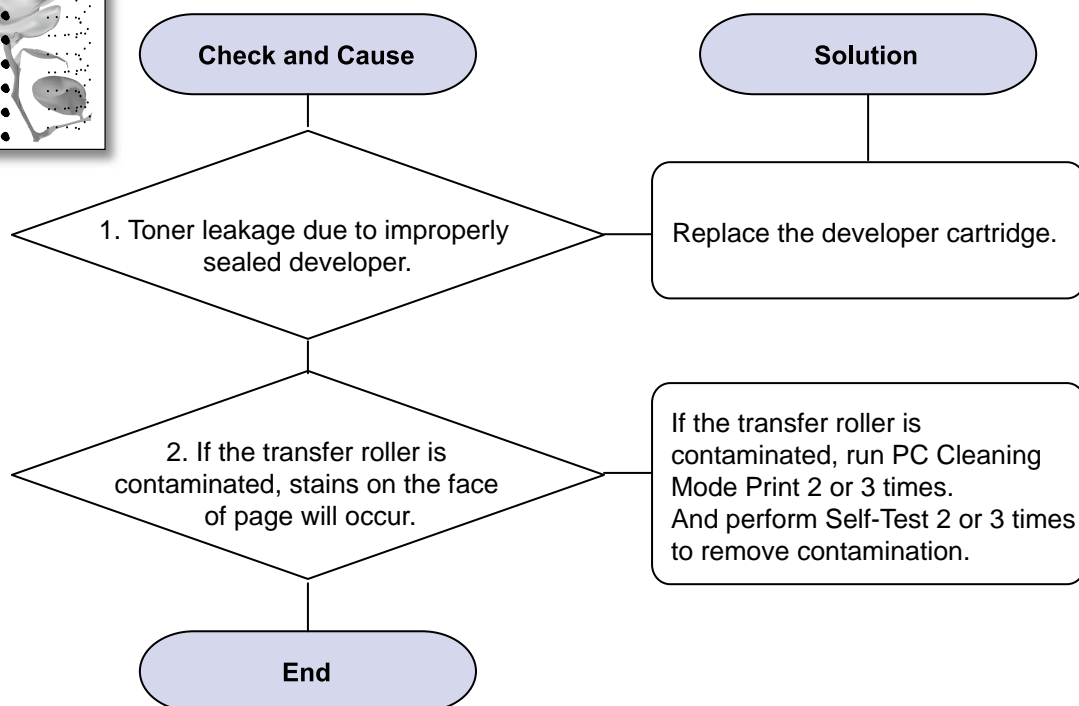 Check and Cause
Solution
1. Toner leakage due to improperly
sealed developer.
Replace the developer cartridge.
2. If the transfer roller is
contaminated, stains on the face
of page will occur.
If the transfer roller is
contaminated, run PC Cleaning
Mode Print 2 or 3 times.
And perform Self-Test 2 or 3 times
to remove contamination.
End